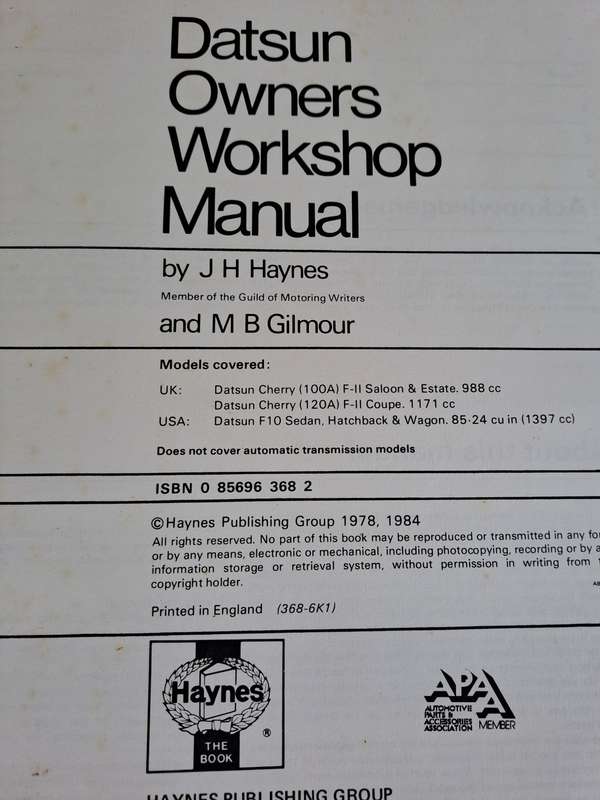 Datsun
Owners
Workshop
Manual
by J H Haynes
Member of the Guild of Motoring Writers
and M B Gilmour
Models covered:
UK: Datsun Cherry (100A) F-II Saloon & Estate. 988 cc
Datsun Cherry (120A) F-II Coupe. 1171 cc
USA: Datsun F10 Sedan, Hatchback & Wagon. 85·24 cu in (1397 cc)
Does not cover automatic transmission models
ISBN 0 85696 368 2
©Haynes Publishing Group 1978, 1984
All rights reserved. No part of this book may be reproduced or transmitted in any
or by any means, electronic or mechanical, including photocopying, recording or by
information storage or retrieval system, without permission in writing from
copyright holder.
Printed in England (368-6K1)
Haynes
®
THE
BOOK
APAA
AUTOMOTIVE
PARTS &
ACCESSORIES
ASSOCIATION MEMBER
HAYNES PUBLISHING GROUP